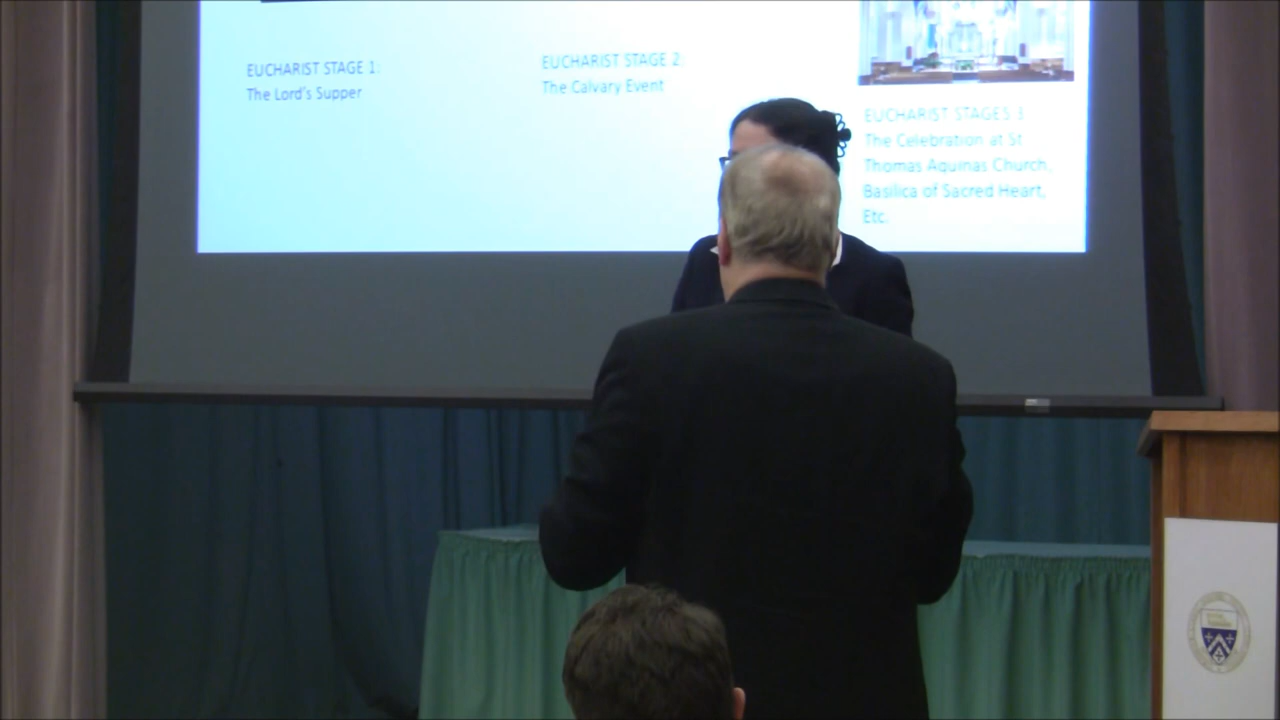 EUCHARIST STAGE 1:
The Lord's Supper
EUCHARIST STAGE 2:
The Calvary Event
EUCHARIST STAGES 3
The Celebration at St
Thomas Aquinas Church,
Basilica of Sacred Heart,
Etc.